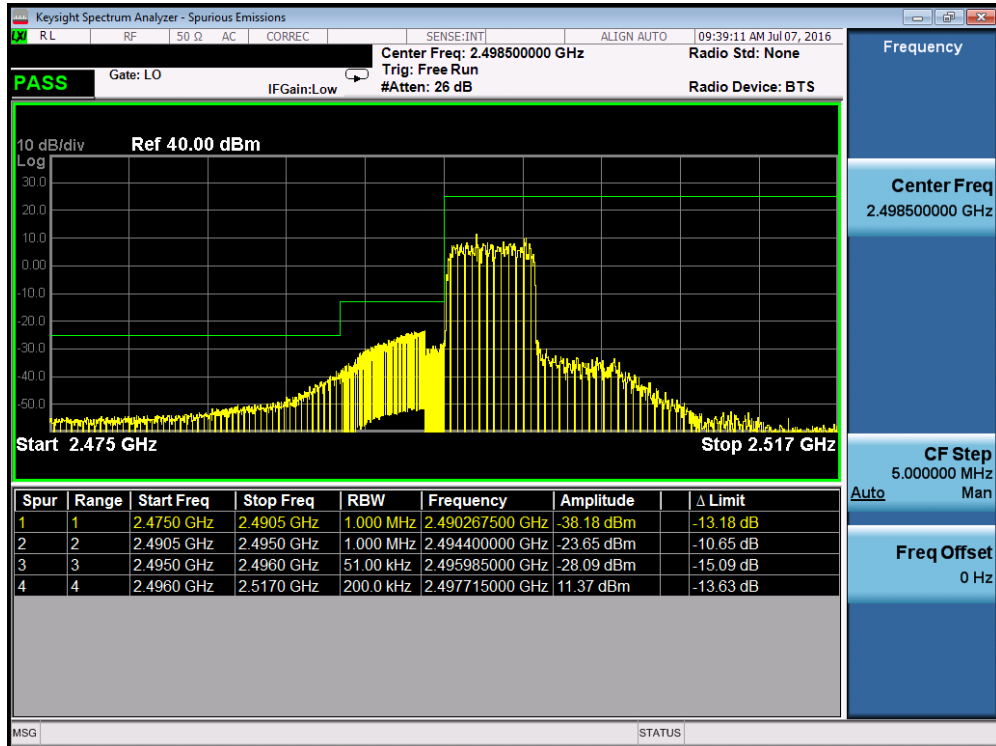 Keysight Spectrum Analyzer - Spurious Emissions
LXI RL RF 50 Ω AC CORREC SENSE:INT ALIGN AUTO 09:39:11 AM Jul 07, 2016
Center Freq: 2.498500000 GHz Radio Std: None
PASS Gate: LO Trig: Free Run
IFGain:Low #Atten: 26 dB Radio Device: BTS
10 dB/div Ref 40.00 dBm
Log
30.0
20.0
10.0
0.00
-10.0
-20.0
-30.0
-40.0
-50.0
Start 2.475 GHz Stop 2.517 GHz
Spur Range Start Freq Stop Freq RBW Frequency Amplitude Δ Limit
1 1 2.4750 GHz 2.4905 GHz 1.000 MHz 2.490267500 GHz -38.18 dBm -13.18 dB
2 2 2.4905 GHz 2.4950 GHz 1.000 MHz 2.494400000 GHz -23.65 dBm -10.65 dB
3 3 2.4950 GHz 2.4960 GHz 51.00 kHz 2.495985000 GHz -28.09 dBm -15.09 dB
4 4 2.4960 GHz 2.5170 GHz 200.0 kHz 2.497715000 GHz 11.37 dBm -13.63 dB
MSG STATUS
Frequency
Center Freq
2.498500000 GHz
CF Step
5.000000 MHz
Auto Man
Freq Offset
0 Hz